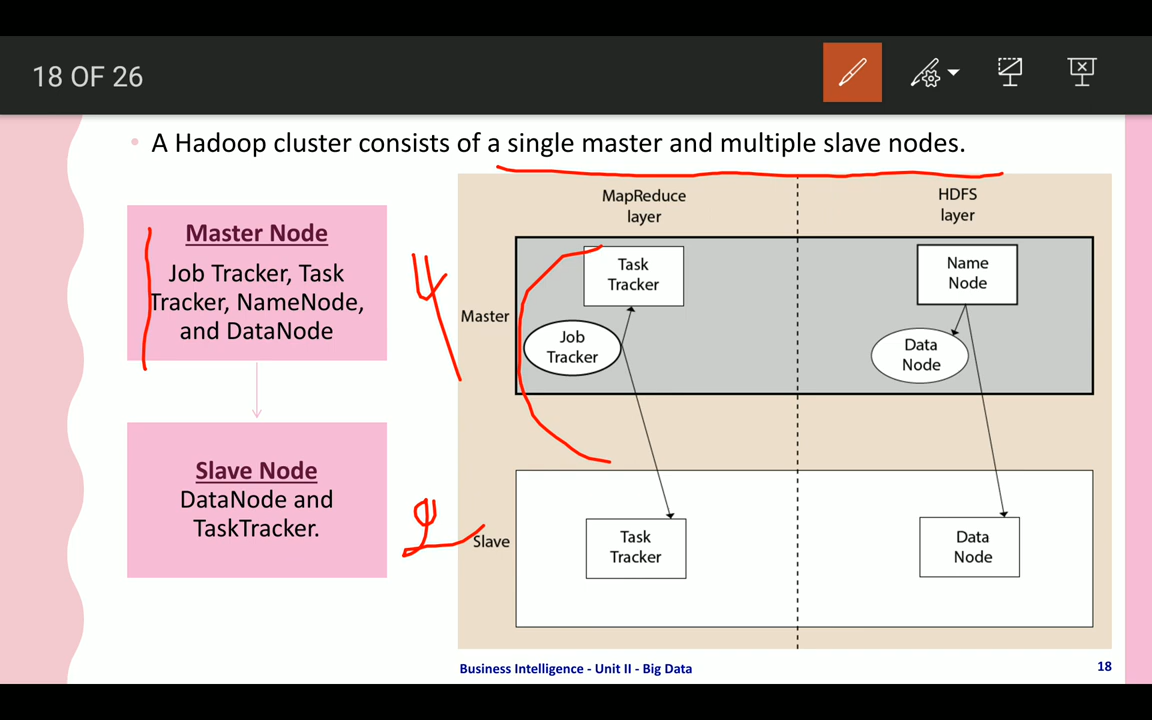 18 OF 26
• A Hadoop cluster consists of a single master and multiple slave nodes.
Master Node
Job Tracker, Task
Tracker, NameNode,
and DataNode
4
Slave Node
DataNode and
TaskTracker.
2
MapReduce
layer
HDFS
layer
Master
Task
Tracker
Job
Tracker
Name
Node
Data
Node
Slave
Task
Tracker
Data
Node
Business Intelligence - Unit II - Big Data
18